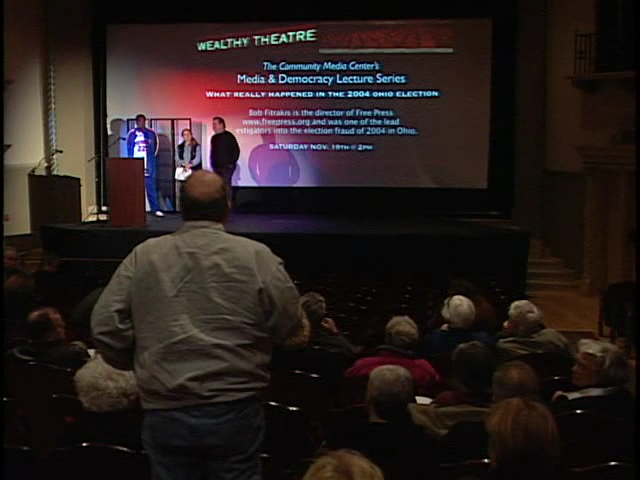 WEALTHY THEATRE
The Community Media Center's
Media & Democracy Lecture Series
WHAT REALLY HAPPENED IN THE 2004 OHIO ELECTION
Bob Fitrakis is the director of Free Press
www.freepress.org and was one of the lead
estigators into the election fraud of 2004 in Ohio.
SATURDAY NOV. 19TH @ 2PM